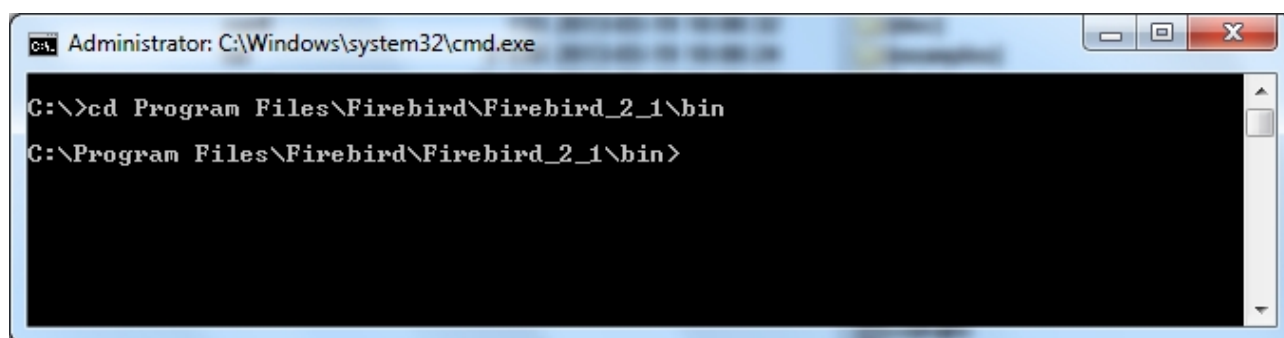 Administrator: C:\Windows\system32\cmd.exe
C:\>cd Program Files\Firebird\Firebird_2_1\bin
C:\Program Files\Firebird\Firebird_2_1\bin>